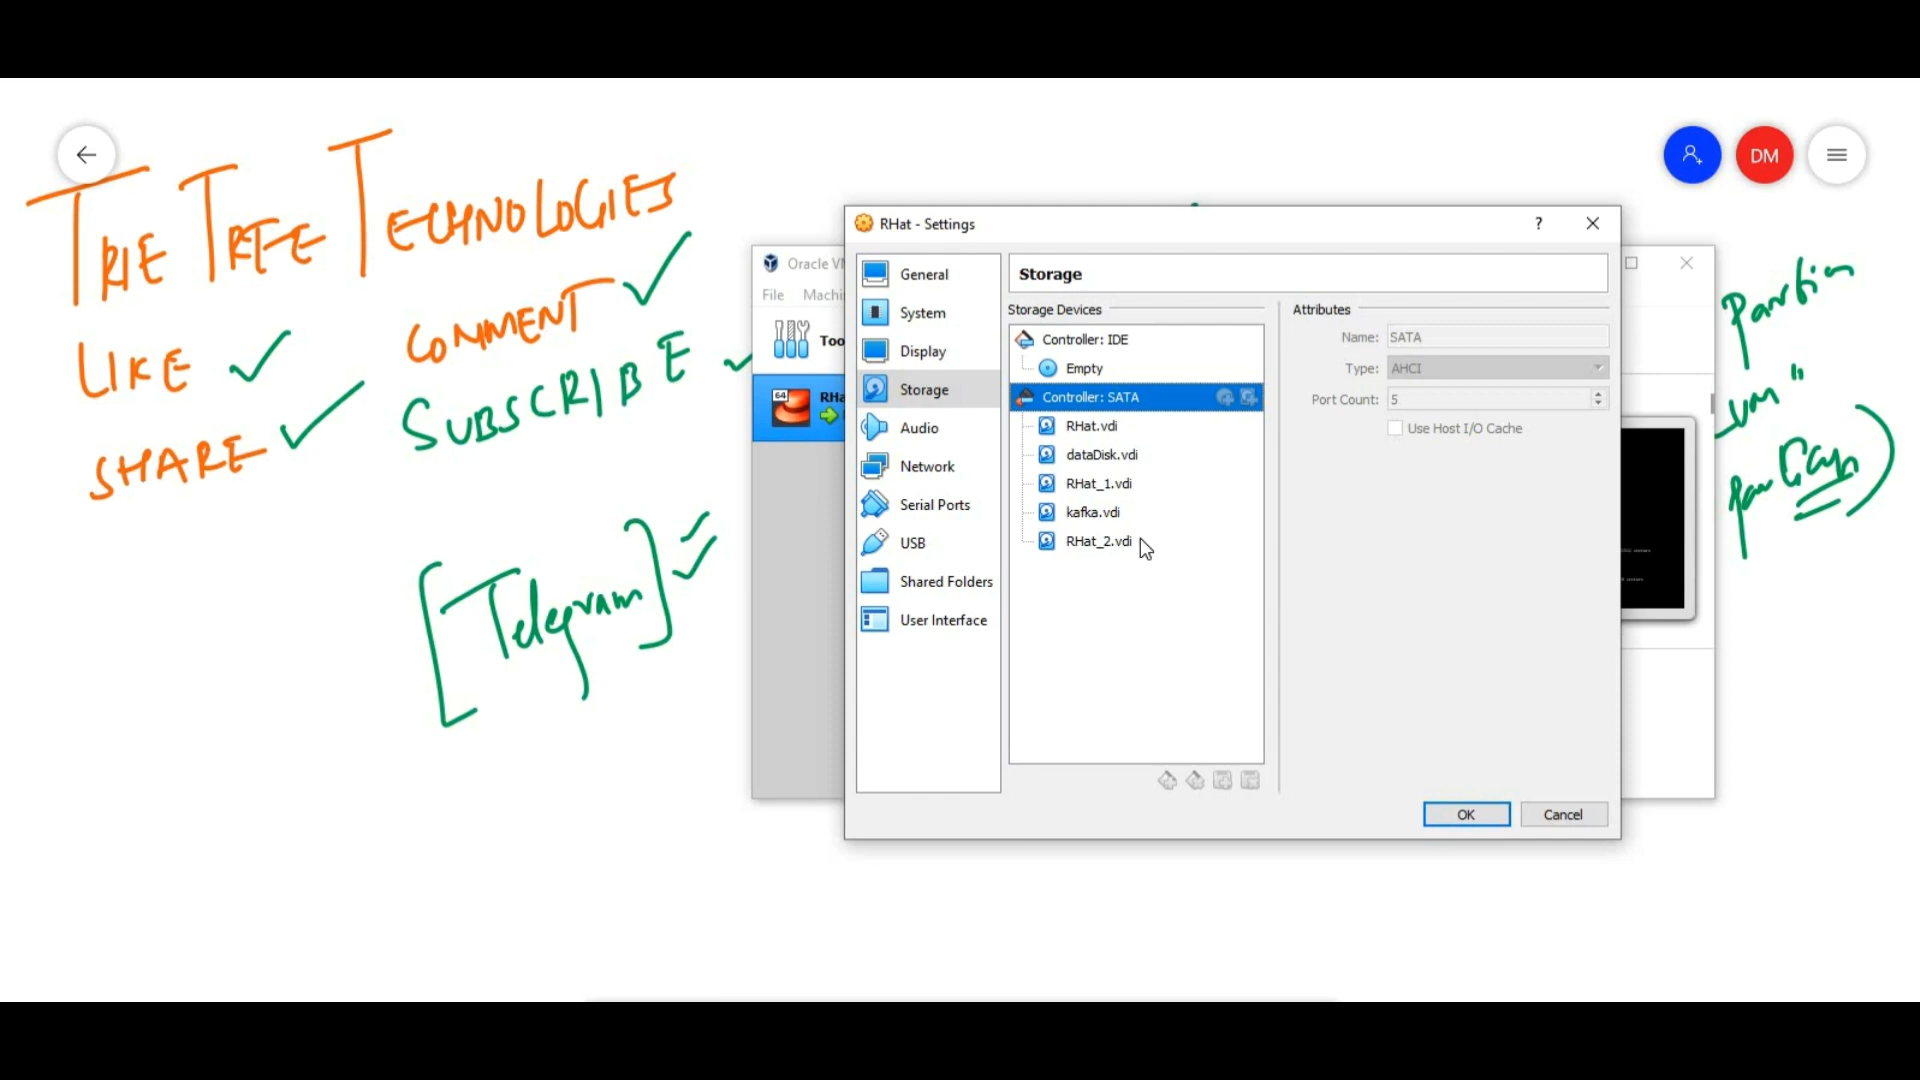 TRIE TREE TECHNOLOGIES
LIKE
COMMENT
SHARE
SUBSCRIBE
[Telegram]
DM
Oracle VM
File Machi
Too
64
RHa
RHat - Settings
?
General
System
Display
Storage
Audio
Network
Serial Ports
USB
Shared Folders
User Interface
Storage
Storage Devices
Controller: IDE
Empty
Controller: SATA
RHat.vdi
dataDisk.vdi
RHat_1.vdi
kafka.vdi
RHat_2.vdi
Attributes
Name: SATA
Type: AHCI
Port Count: 5
Use Host I/O Cache
OK
Cancel